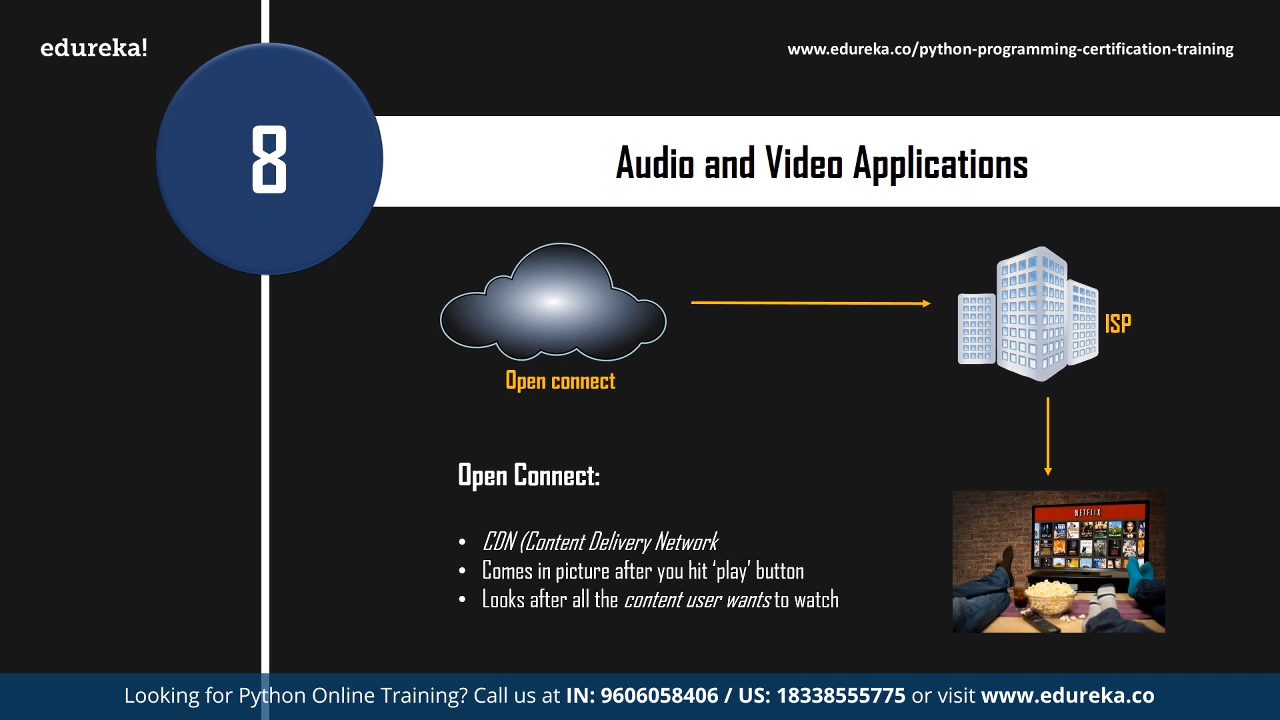 edureka!
www.edureka.co/python-programming-certification-training
8
Audio and Video Applications
ISP
Open connect
Open Connect:
• CDN (Content Delivery Network
• Comes in picture after you hit ‘play’ button
• Looks after all the content user wants to watch
NETFLIX
Looking for Python Online Training? Call us at IN: 9606058406 / US: 18338555775 or visit www.edureka.co